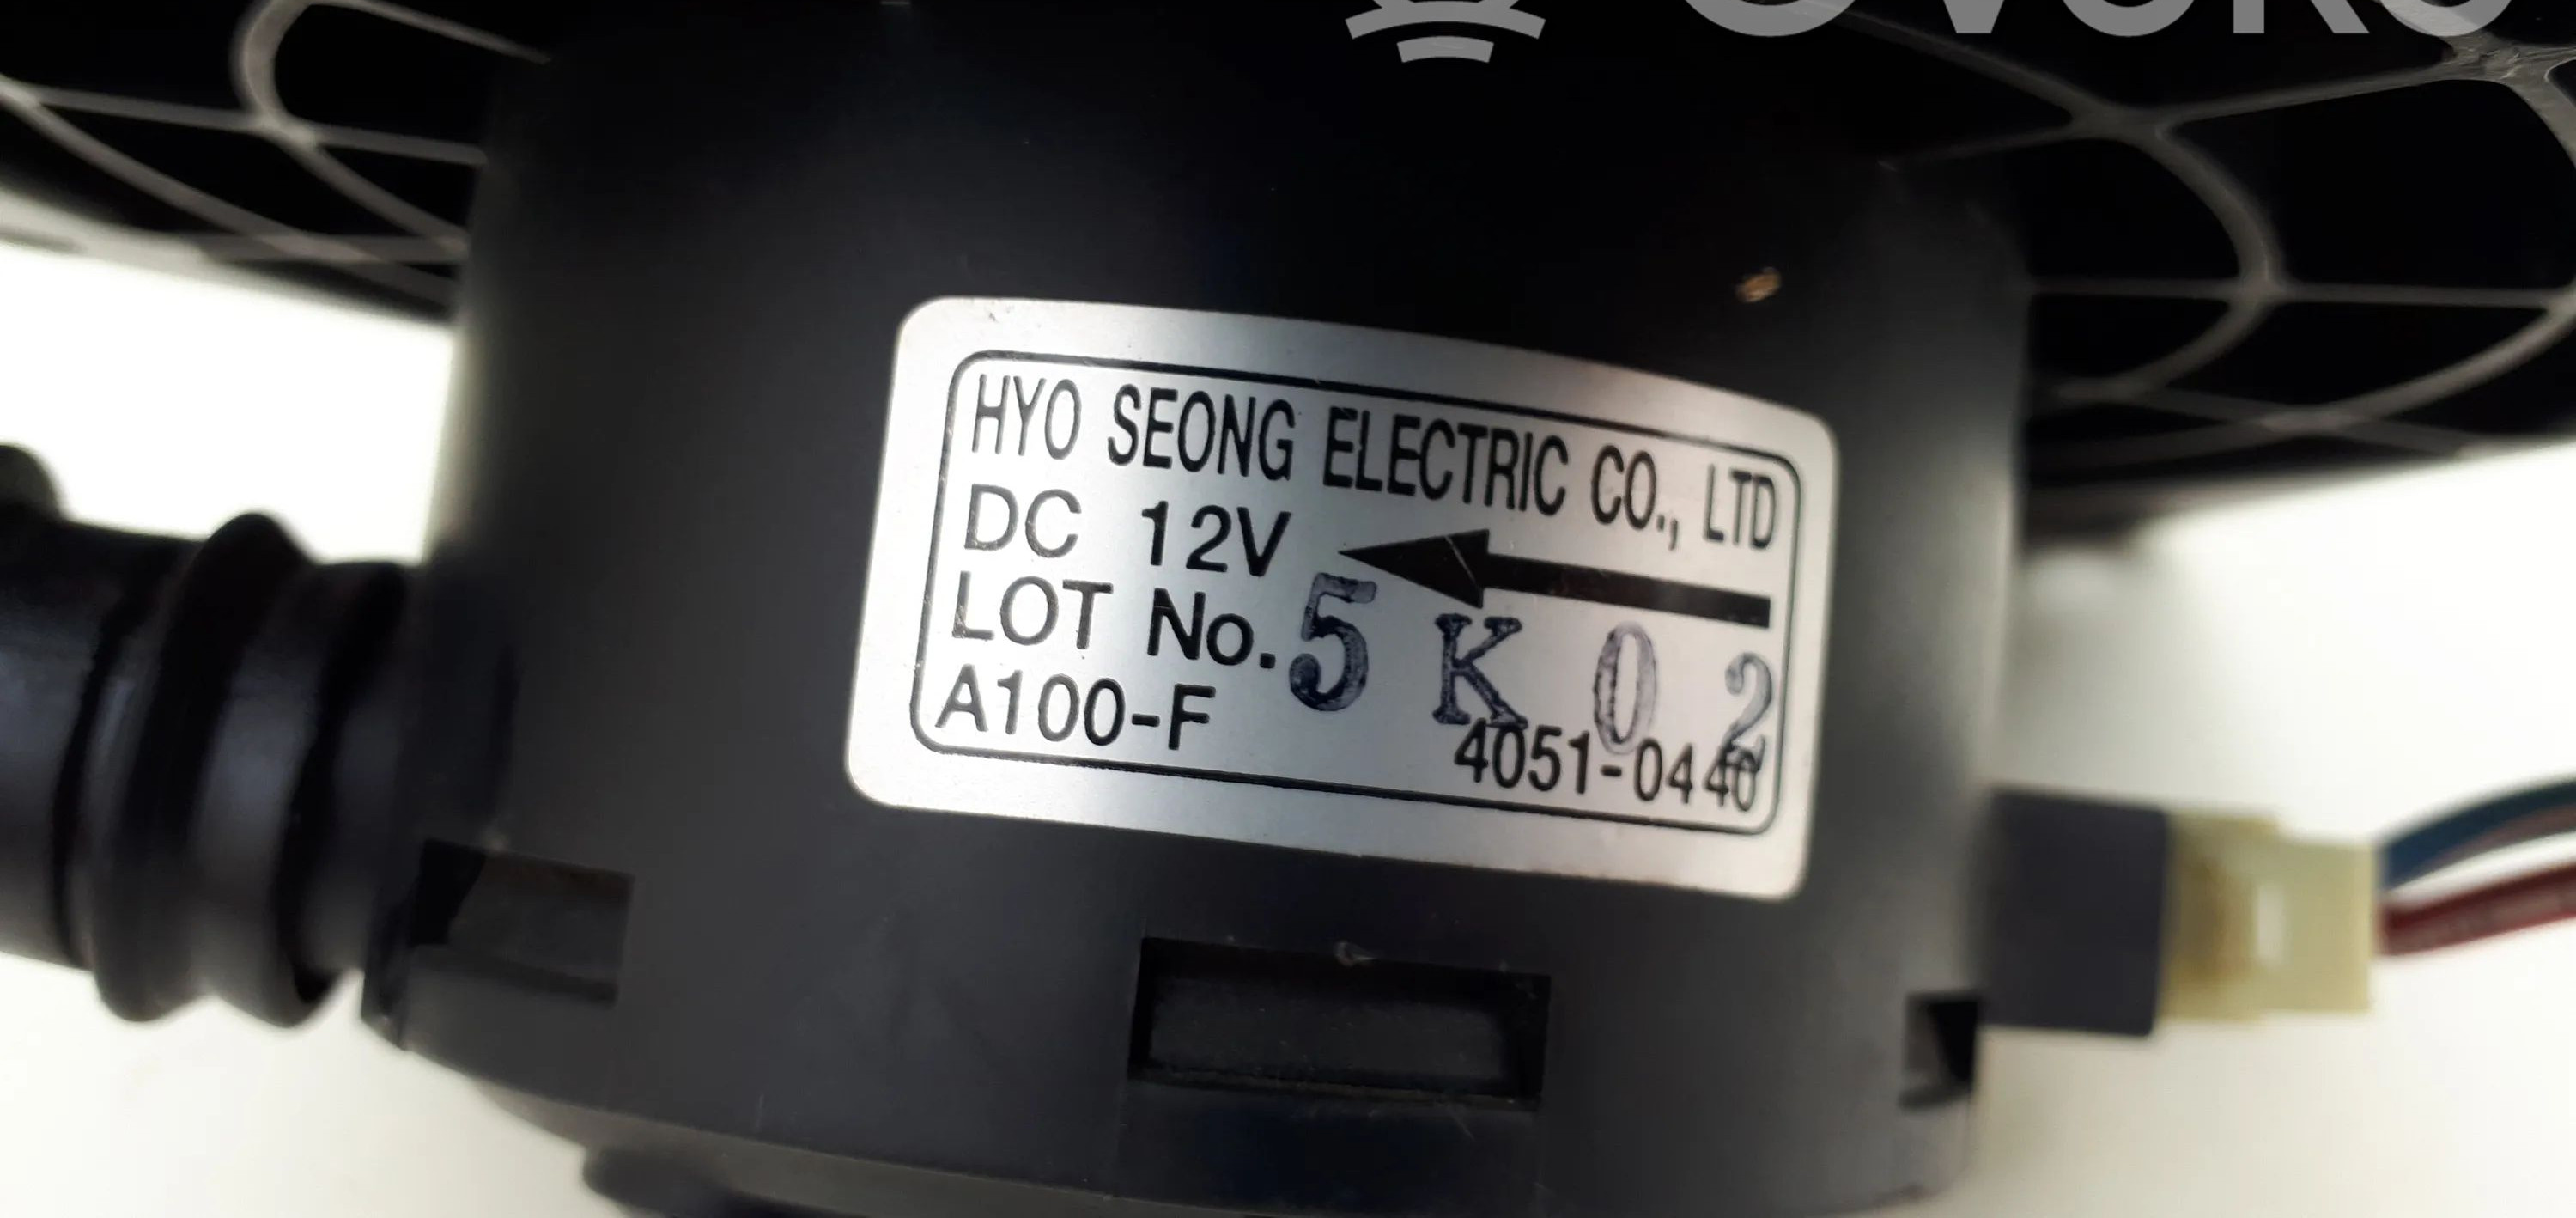 HYO SEONG ELECTRIC CO., LTD
DC 12V
LOT No. 5 K 0 2
A100-F 4051-0440